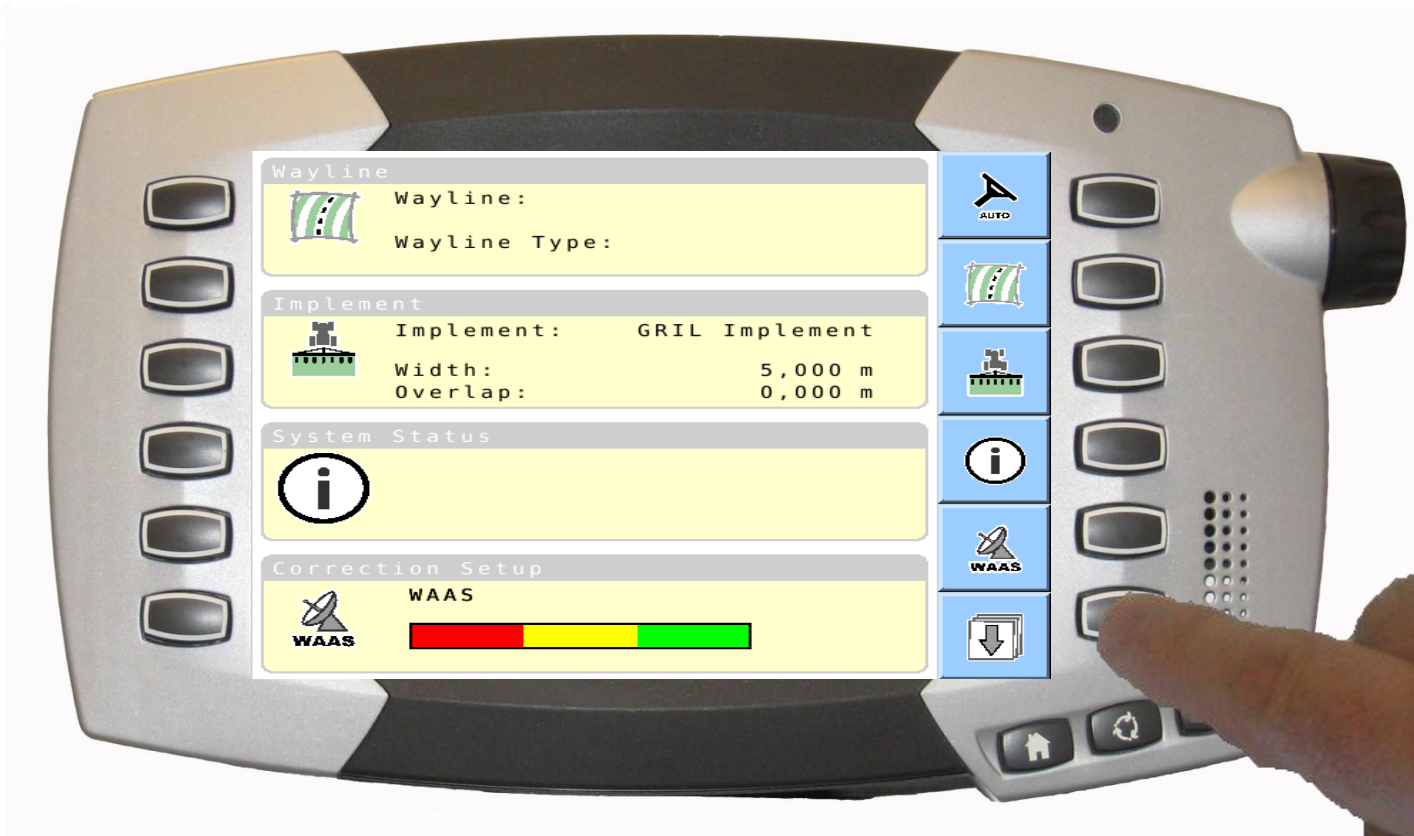 Wayline
Wayline:
Wayline Type:
AUTO
Implement
Implement: GRIL Implement
Width: 5,000 m
Overlap: 0,000 m
System Status
i
i
Correction Setup
WAAS
WAAS
WAAS